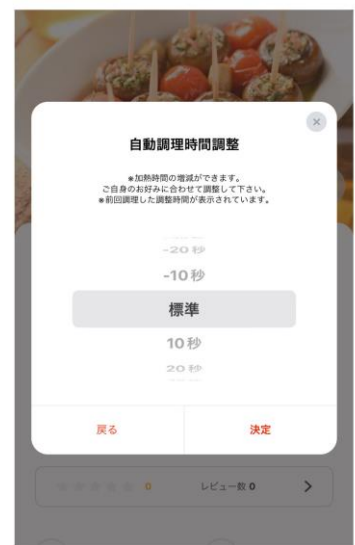 自動調理時間調整
※加熱時間の増減ができます。
ご自身のお好みに合わせて調整して下さい。
※前回調理した調整時間が表示されています。
-20 秒
-10 秒
標準
10 秒
20 秒
戻る
決定
0
レビュー数 0